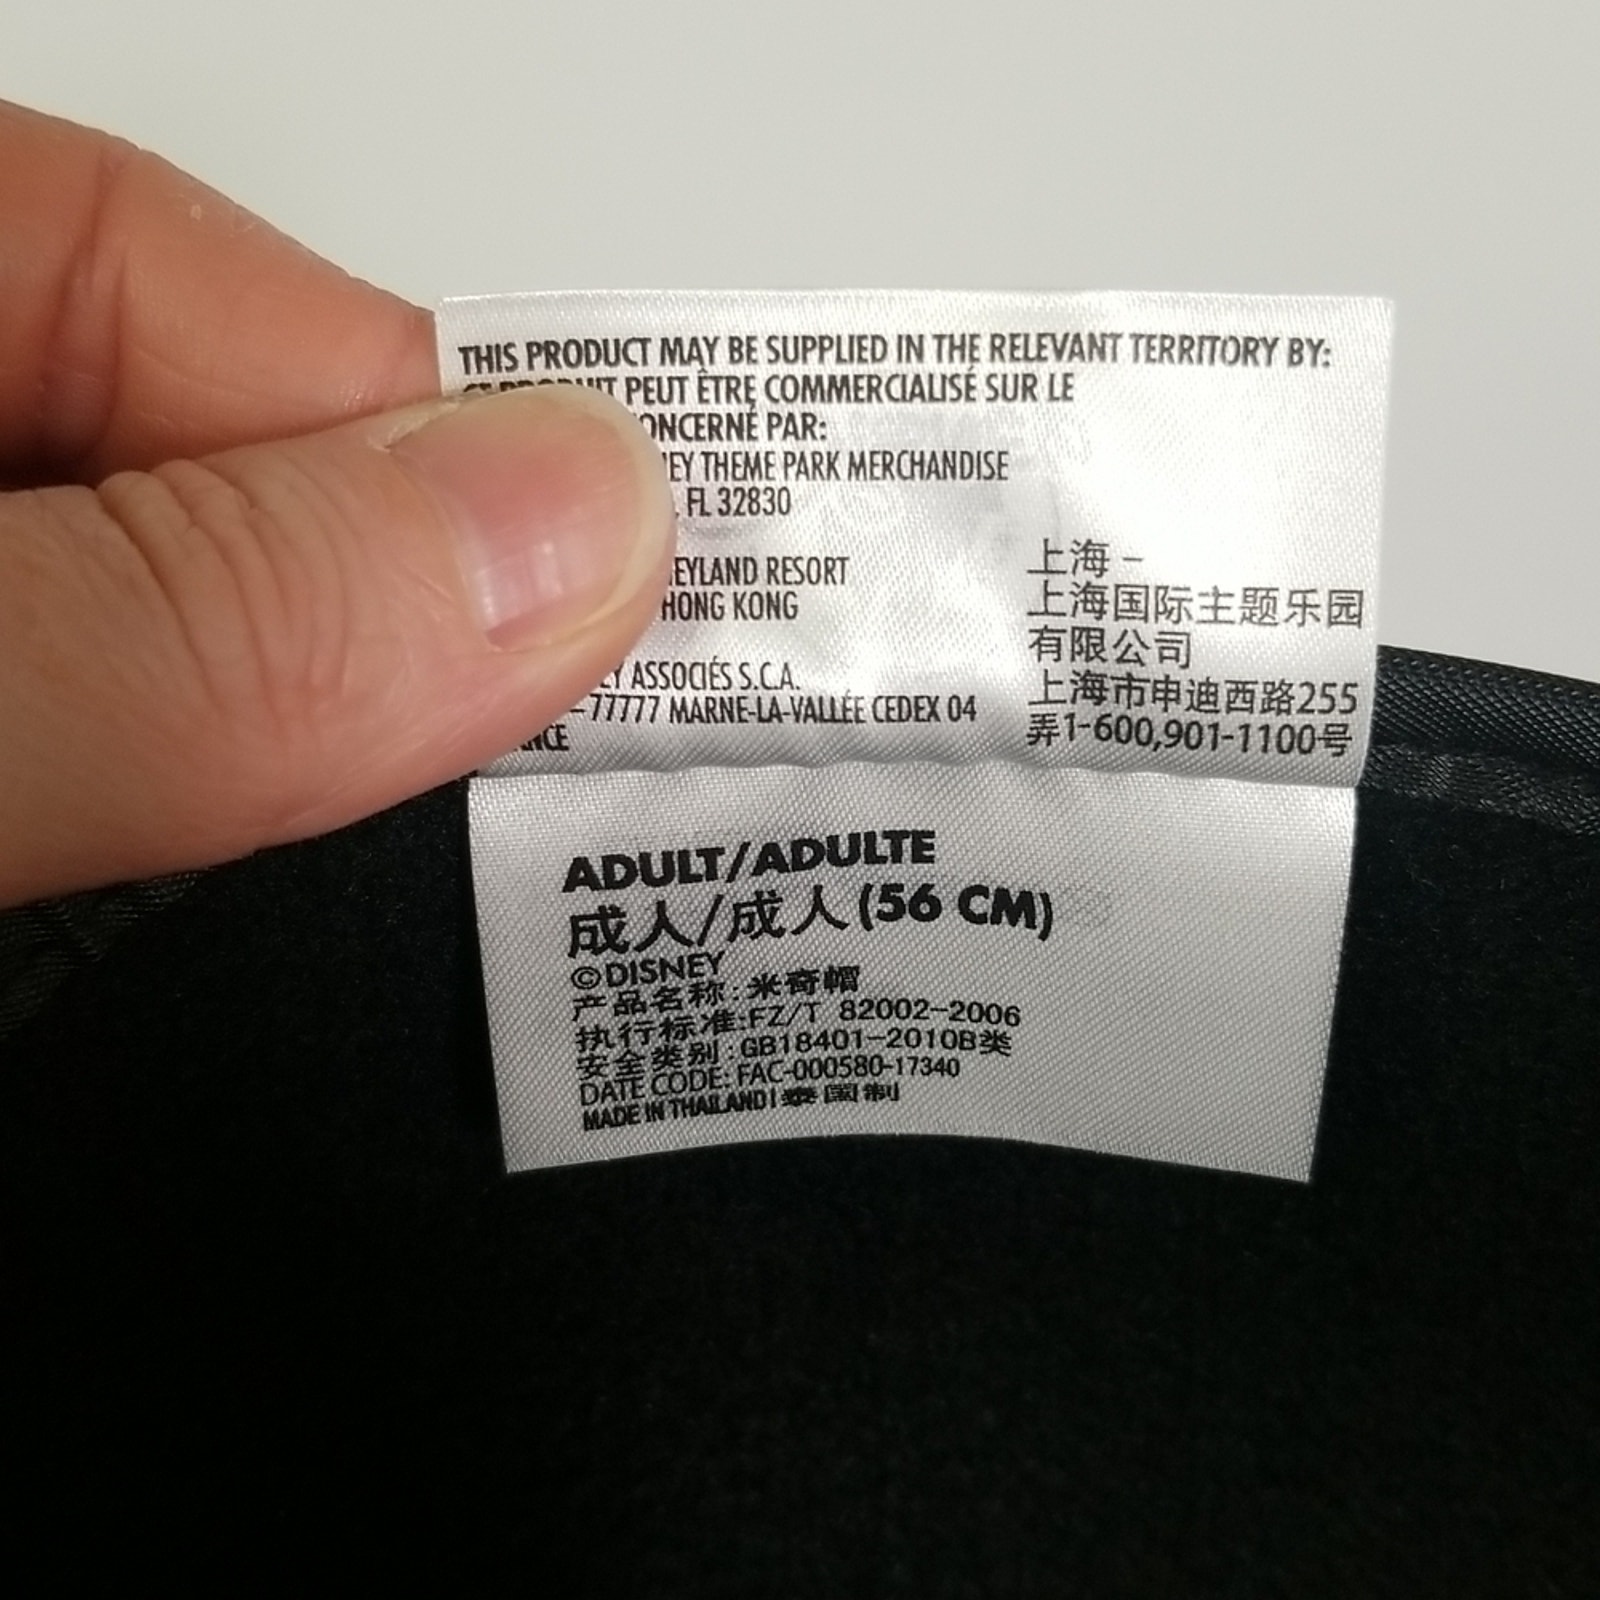 THIS PRODUCT MAY BE SUPPLIED IN THE RELEVANT TERRITORY BY:
PEUT ÊTRE COMMERCIALISÉ SUR LE
PAR:
THEME PARK MERCHANDISE
FL 32830
RESORT
HONG KONG
ASSOCIÉS S.C.A.
-77777 MARNE-LA-VALLÉE CEDEX 04
上海 –
上海国际主题乐园
有限公司
上海市申迪西路255
弄1-600,901-1100号
ADULT/ADULTE
成人/成人(56 CM)
©DISNEY
产品名称:米奇帽
执行标准:FZ/T 82002-2006
安全类别:GB18401-2010B类
DATE CODE: FAC-000580-17340
MADE IN THAILAND | 泰国制